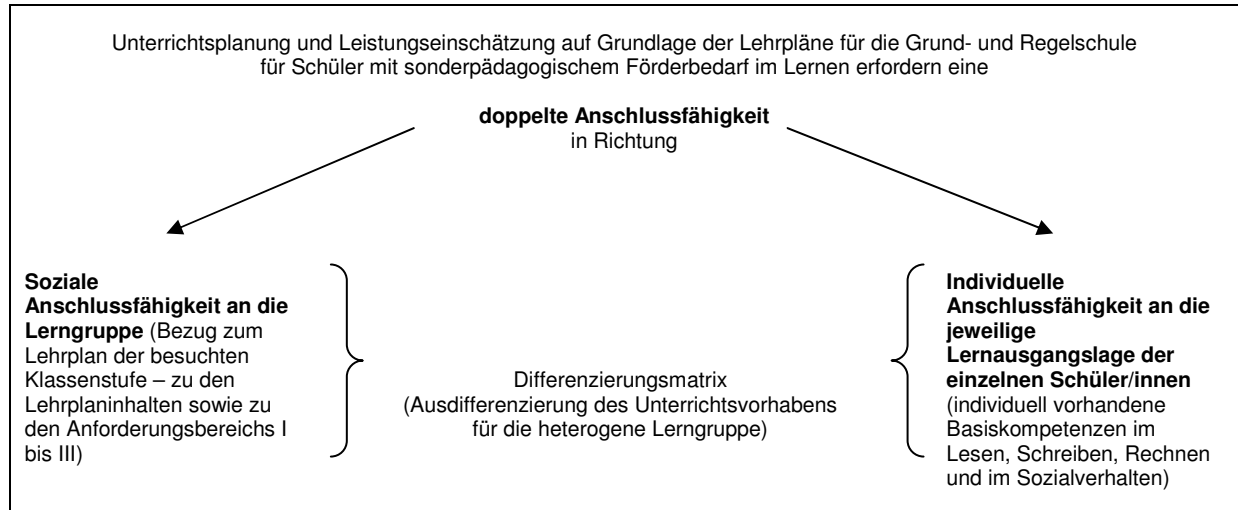 Unterrichtsplanung und Leistungseinschätzung auf Grundlage der Lehrpläne für die Grund- und Regelschule
für Schüler mit sonderpädagogischem Förderbedarf im Lernen erfordern eine
doppelte Anschlussfähigkeit
in Richtung
Soziale
Anschlussfähigkeit an die
Lerngruppe (Bezug zum
Lehrplan der besuchten
Klassenstufe – zu den
Lehrplaninhalten sowie zu
den Anforderungsbereichs I
bis III)
Differenzierungsmatrix
(Ausdifferenzierung des Unterrichtsvorhabens
für die heterogene Lerngruppe)
Individuelle
Anschlussfähigkeit an die
jeweilige
Lernausgangslage der
einzelnen Schüler/innen
(individuell vorhandene
Basiskompetenzen im
Lesen, Schreiben, Rechnen
und im Sozialverhalten)